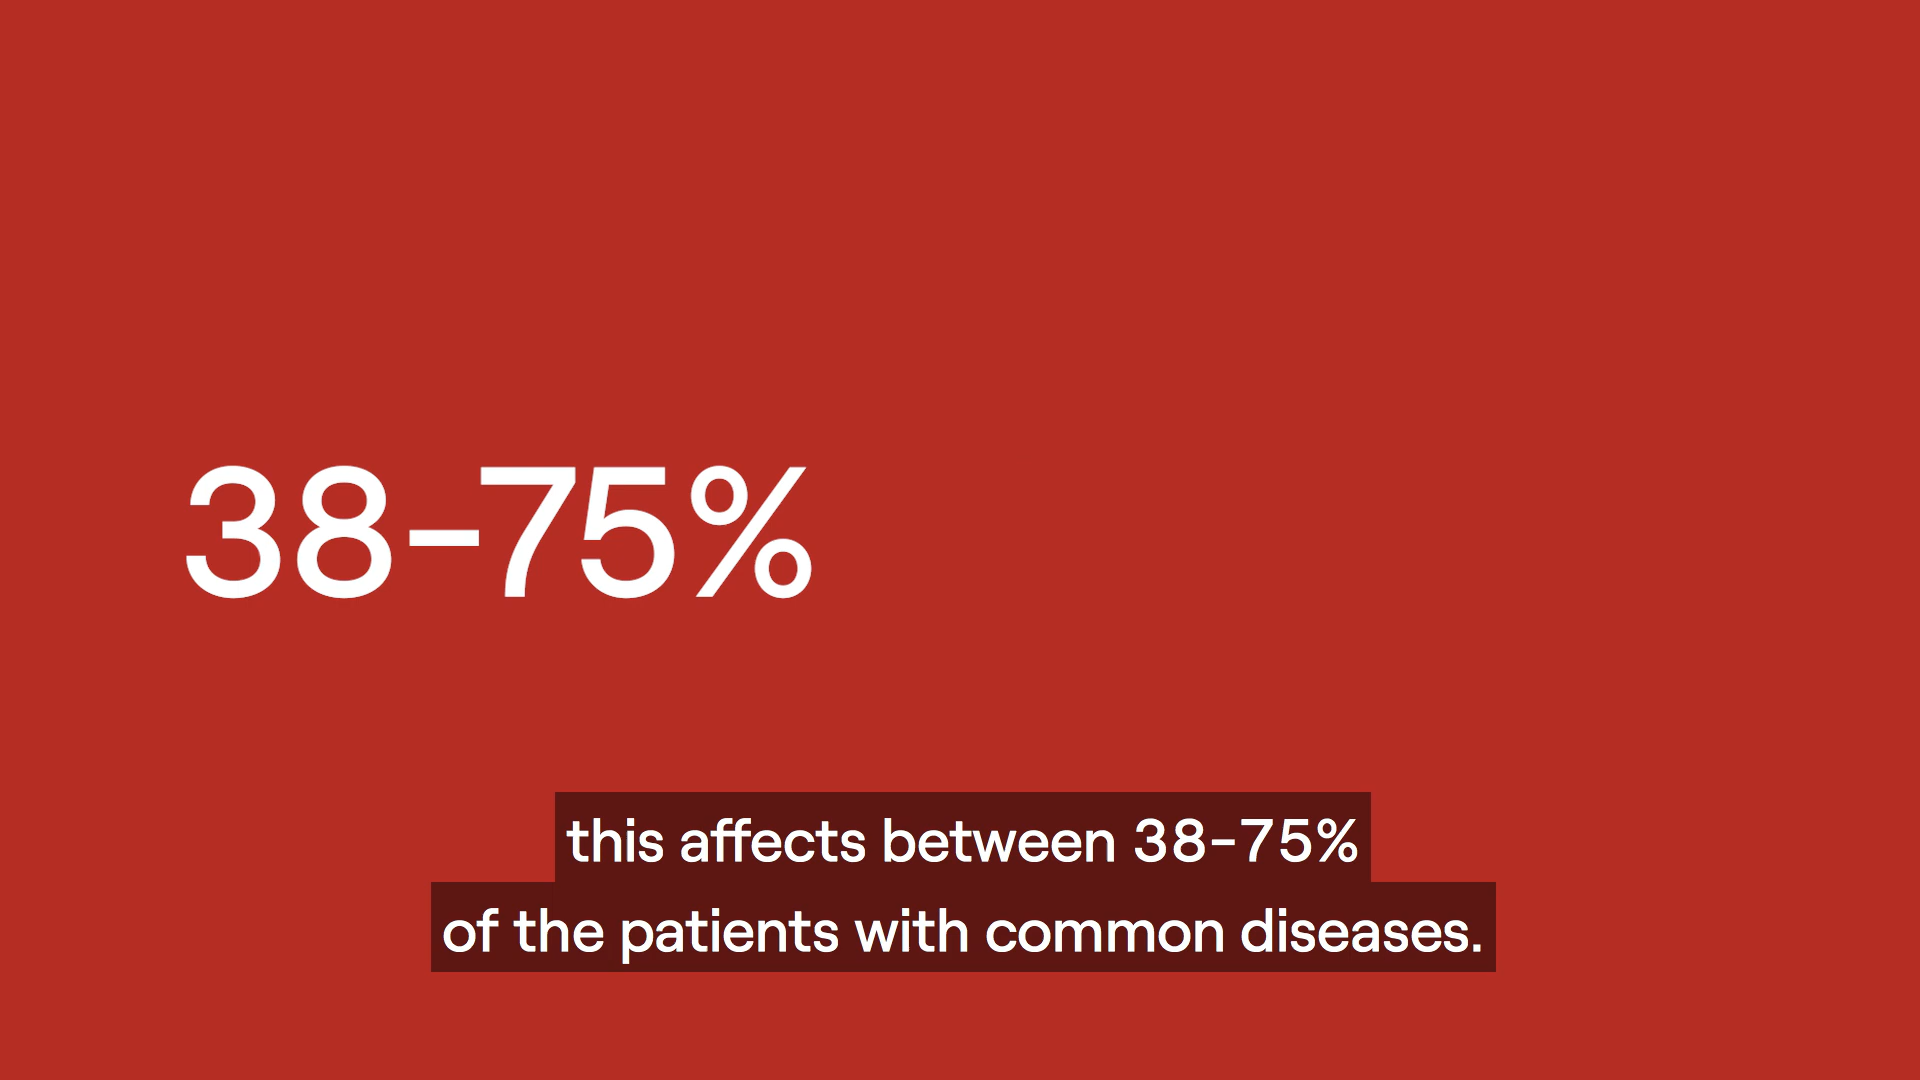 38-75%
this affects between 38-75%
of the patients with common diseases.